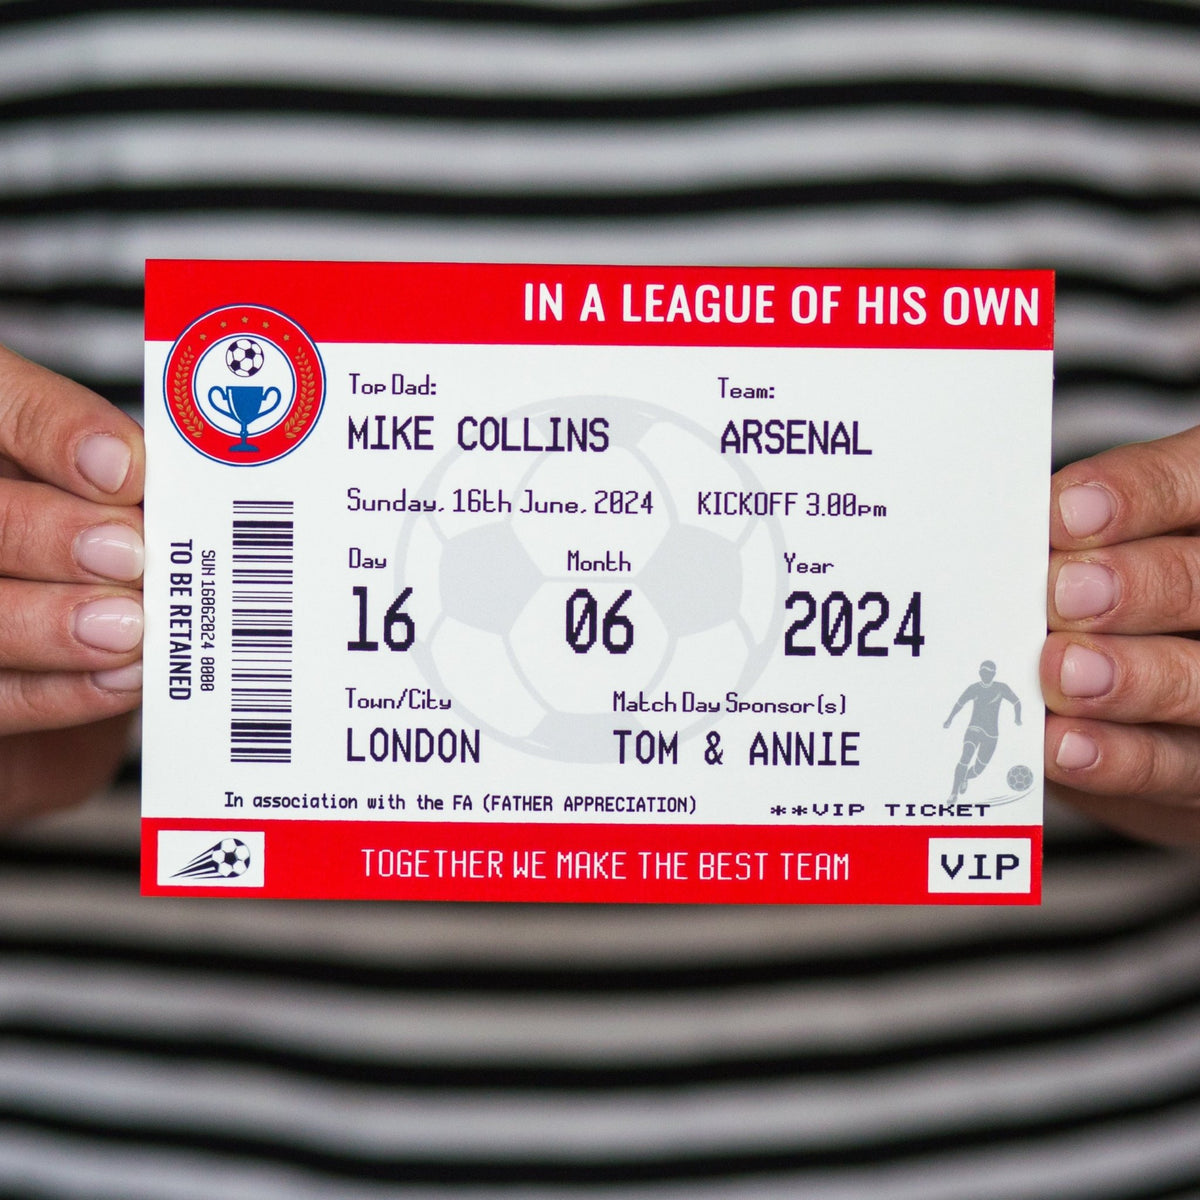 IN A LEAGUE OF HIS OWN
Top Dad: Team:
MIKE COLLINS ARSENAL
Sunday, 16th June, 2024 KICKOFF 3.00pm
Day Month Year
16 06 2024
Town/City Match Day Sponsor(s)
LONDON TOM & ANNIE
In association with the FA (FATHER APPRECIATION)
**VIP TICKET
TOGETHER WE MAKE THE BEST TEAM
VIP
SUN 16062024 0000
TO BE RETAINED